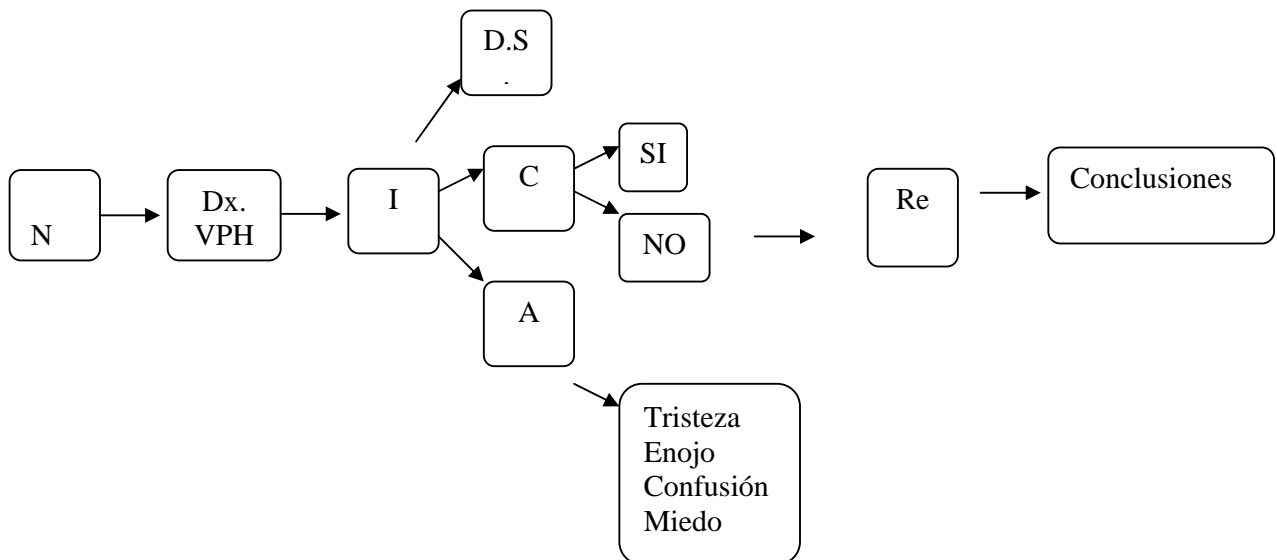 D.S
.
N
Dx.
VPH
I
C
SI
NO
A
Re
Conclusiones
Tristeza
Enojo
Confusión
Miedo